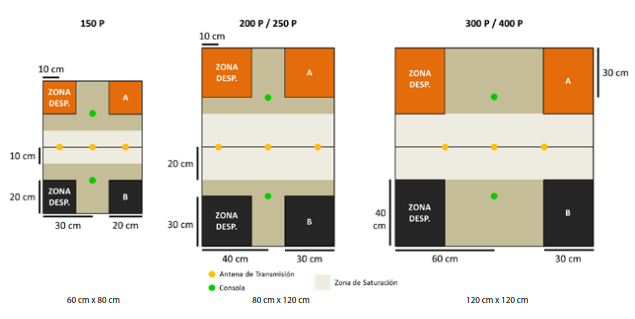 150 P
200 P / 250 P
300 P / 400 P
10 cm
10 cm
30 cm
ZONA
DESP.
A
ZONA
DESP.
A
ZONA
DESP.
A
10 cm
20 cm
20 cm
ZONA
DESP.
B
30 cm
ZONA
DESP.
B
40
cm
ZONA
DESP.
B
30 cm
20 cm
40 cm
30 cm
60 cm
30 cm
Antena de Transmisión
Consola
Zona de Saturación
60 cm x 80 cm
80 cm x 120 cm
120 cm x 120 cm